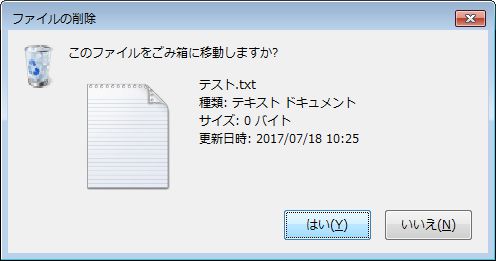 ファイルの削除
このファイルをごみ箱に移動しますか?
テスト.txt
種類: テキスト ドキュメント
サイズ: 0 バイト
更新日時: 2017/07/18 10:25
はい(Y)
いいえ(N)